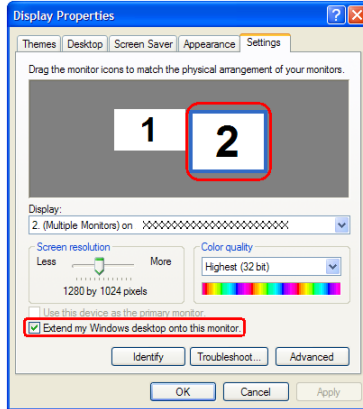 Display Properties
Themes Desktop Screen Saver Appearance Settings
Drag the monitor icons to match the physical arrangement of your monitors.
1 2
Display:
2. (Multiple Monitors) on XXXXXXXXXXXXXXXXXXXXXXX
Screen resolution Color quality
Less More Highest (32 bit)
1280 by 1024 pixels
Use this device as the primary monitor.
Extend my Windows desktop onto this monitor.
Identify Troubleshoot... Advanced
OK Cancel Apply